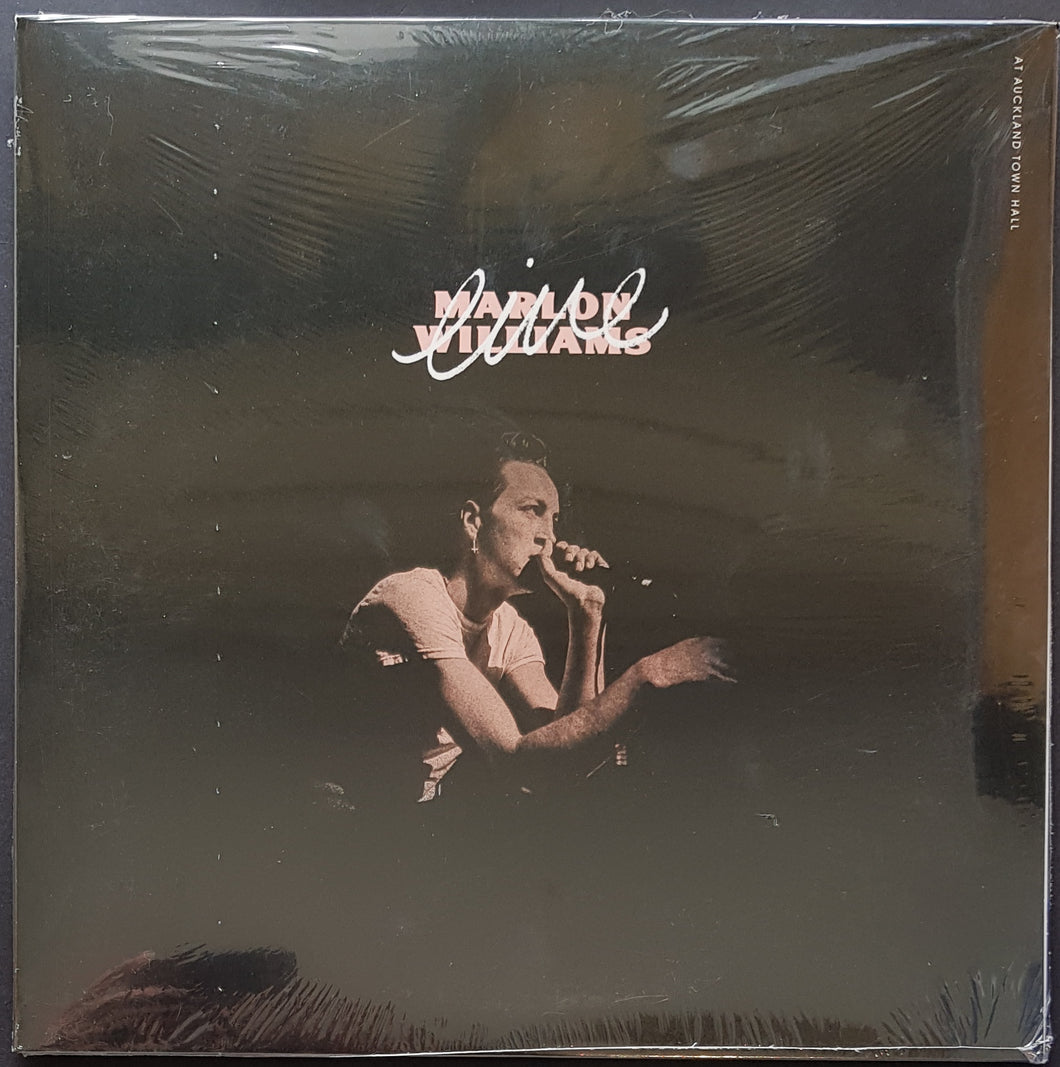 MARLON
WILLIAMS
live
AT AUCKLAND TOWN HALL